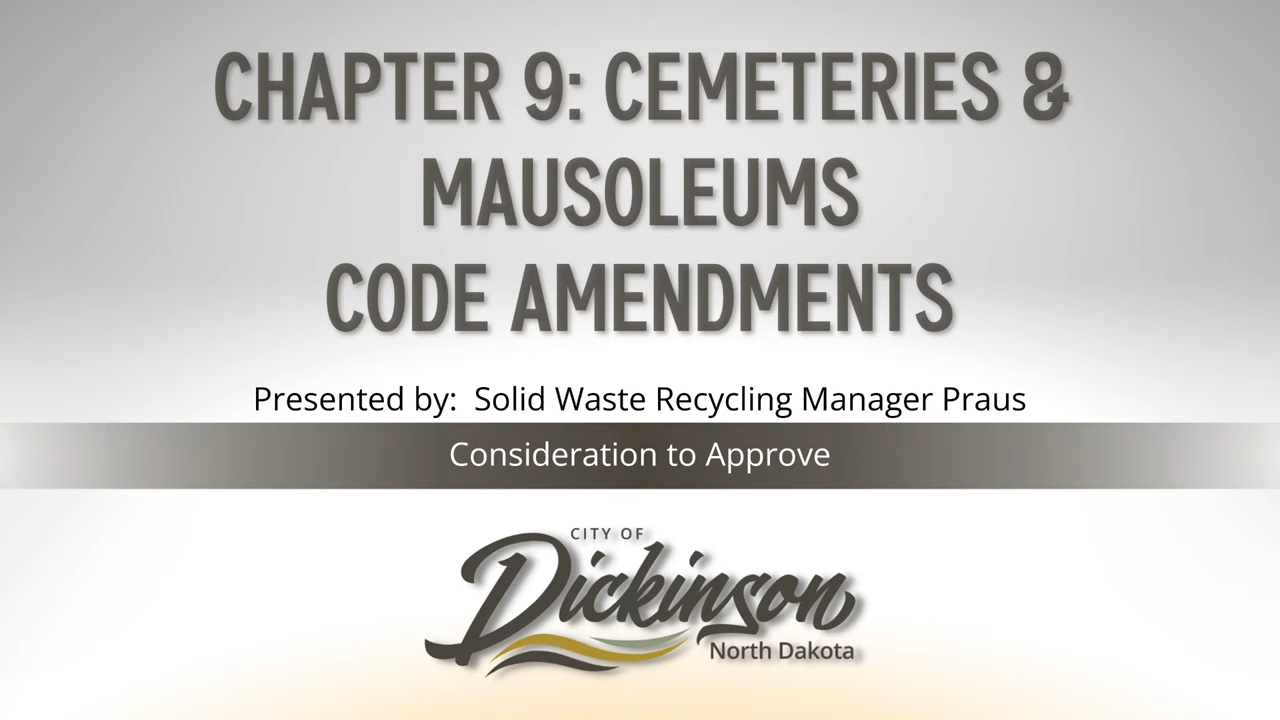 CHAPTER 9: CEMETERIES &
MAUSOLEUMS
CODE AMENDMENTS
Presented by:  Solid Waste Recycling Manager Praus
Consideration to Approve
CITY OF
Dickinson
North Dakota